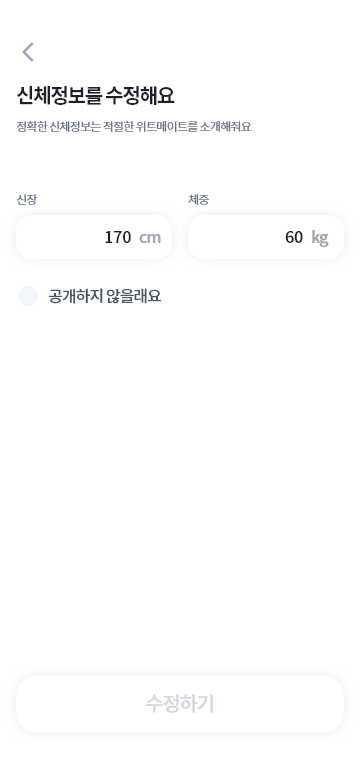 신체정보를 수정해요
정확한 신체정보는 적절한 위트메이트를 소개해줘요
신장 체중
170 cm 60 kg
공개하지 않을래요
수정하기